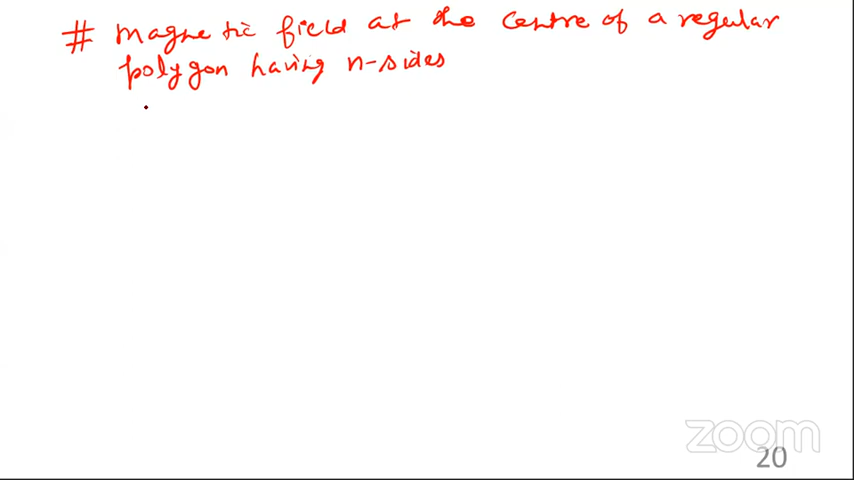 # Magnetic field at the centre of a regular
polygon having n-sides
zoom
20